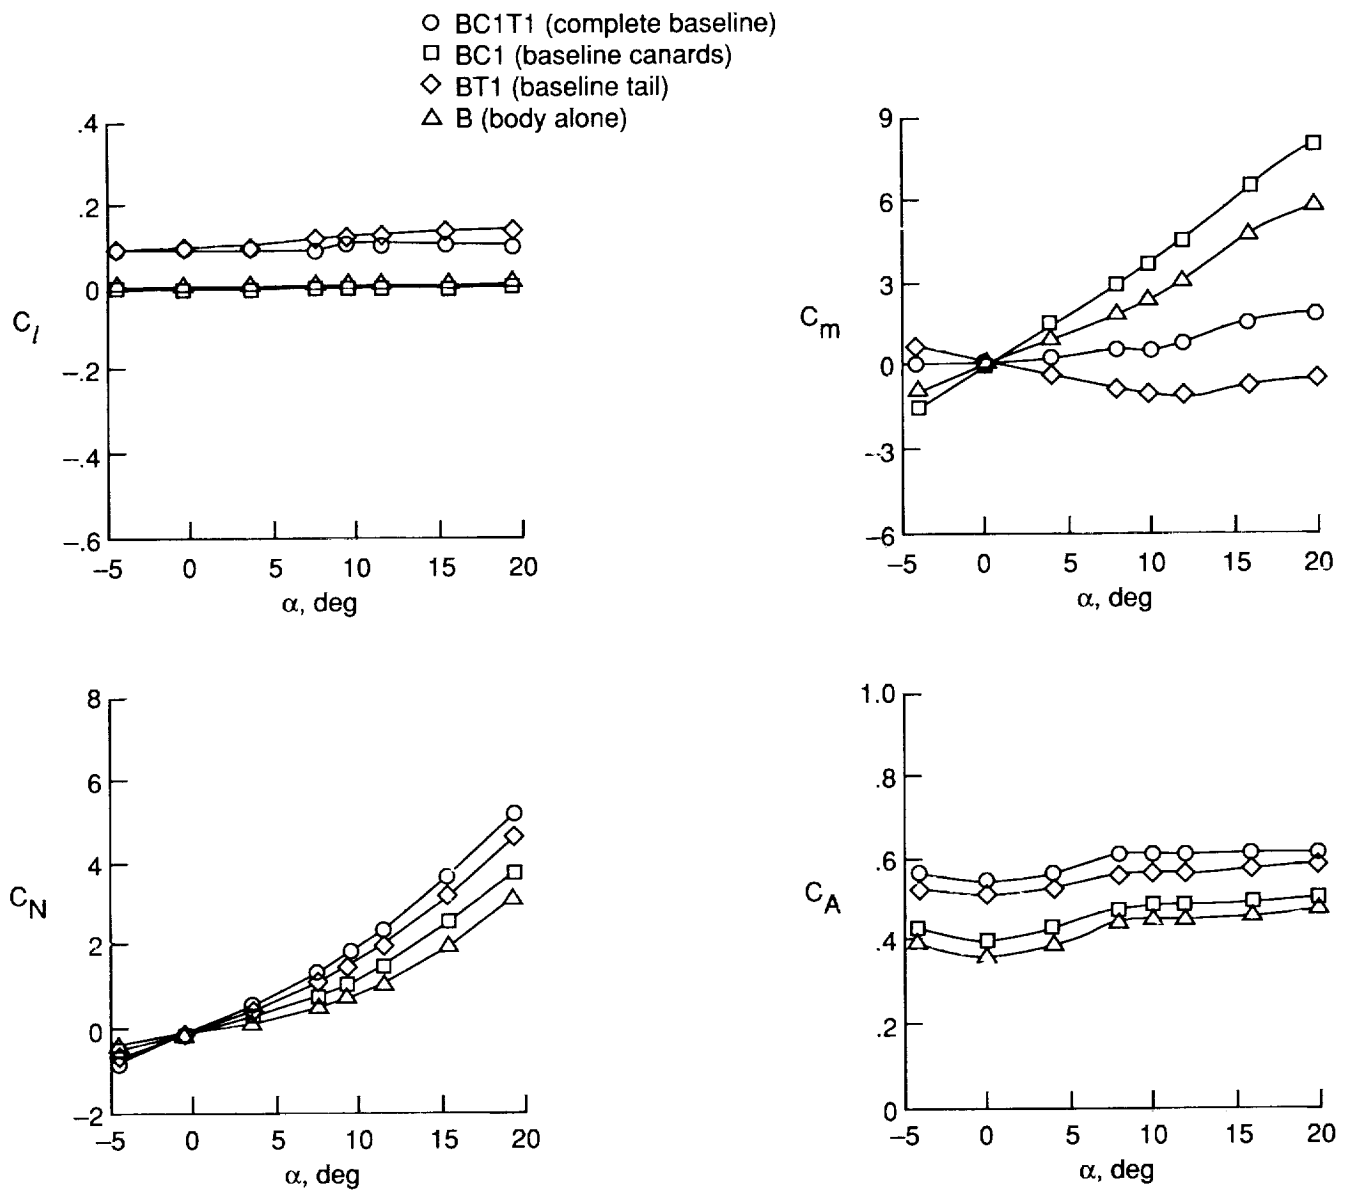 BC1T1 (complete baseline)
BC1 (baseline canards)
BT1 (baseline tail)
B (body alone)
.4
.2
0
–.2
–.4
–.6
C_l
–5 0 5 10 15 20
α, deg
9
6
3
0
–3
–6
C_m
–5 0 5 10 15 20
α, deg
8
6
4
2
0
–2
C_N
–5 0 5 10 15 20
α, deg
1.0
.8
.6
.4
.2
0
C_A
–5 0 5 10 15 20
α, deg